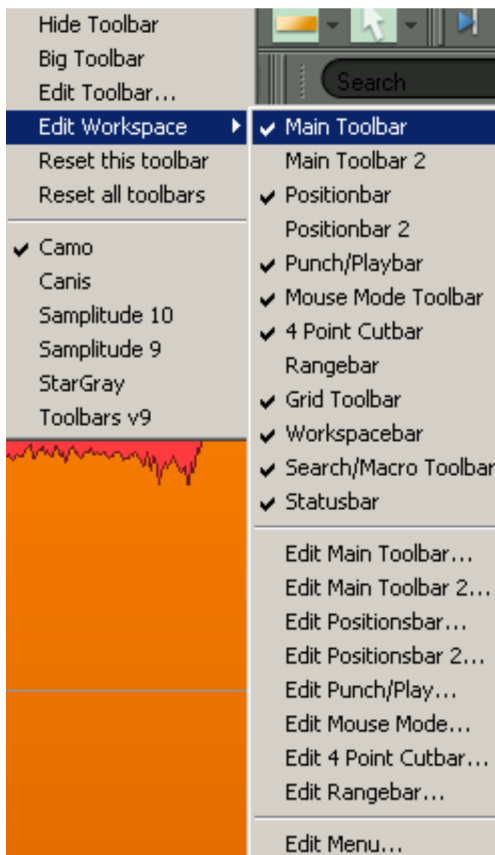 Hide Toolbar
Big Toolbar
Edit Toolbar...
Edit Workspace
Reset this toolbar
Reset all toolbars
Camo
Canis
Samplitude 10
Samplitude 9
StarGray
Toolbars v9
Search
Main Toolbar
Main Toolbar 2
Positionbar
Positionbar 2
Punch/Playbar
Mouse Mode Toolbar
4 Point Cutbar
Rangebar
Grid Toolbar
Workspacebar
Search/Macro Toolbar
Statusbar
Edit Main Toolbar...
Edit Main Toolbar 2...
Edit Positionsbar...
Edit Positionsbar 2...
Edit Punch/Play...
Edit Mouse Mode...
Edit 4 Point Cutbar...
Edit Rangebar...
Edit Menu...